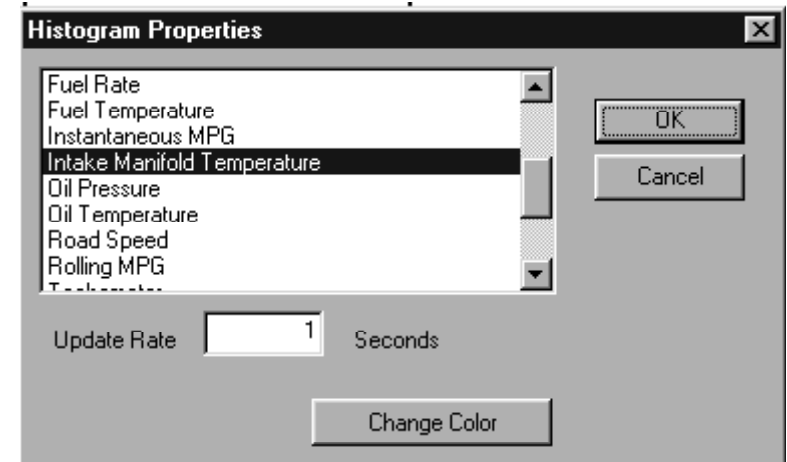 Histogram Properties
Fuel Rate
Fuel Temperature
Instantaneous MPG
Intake Manifold Temperature
Oil Pressure
Oil Temperature
Road Speed
Rolling MPG
OK
Cancel
Update Rate 1 Seconds
Change Color